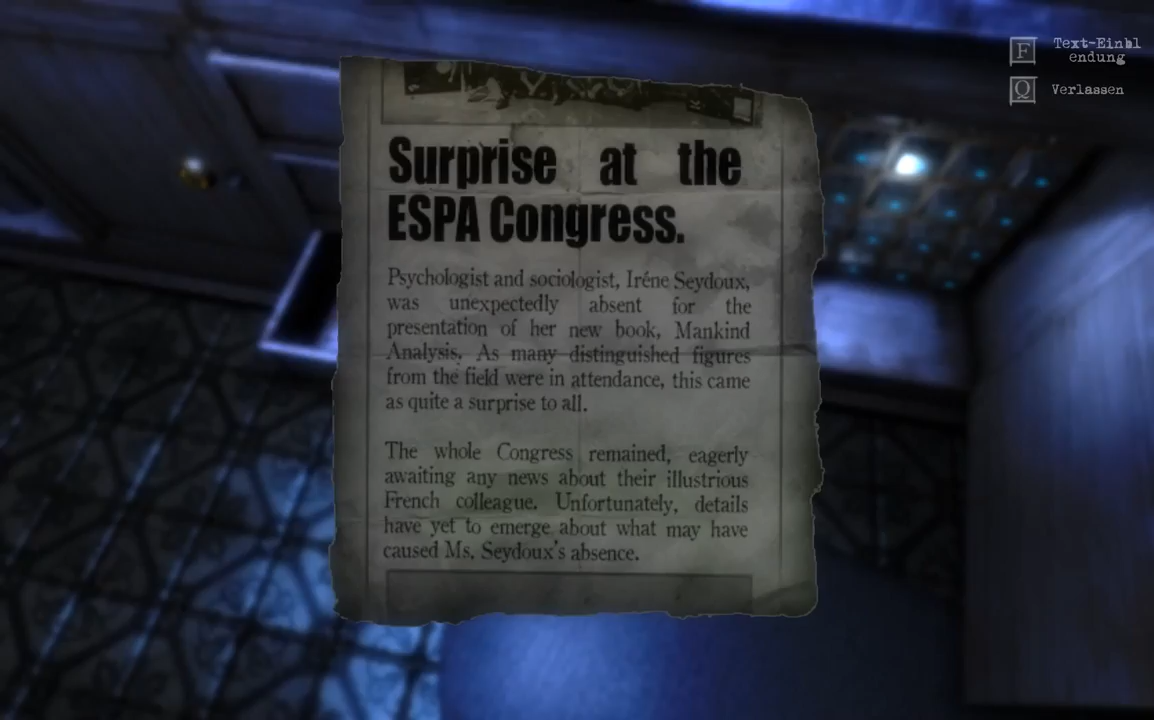 F Text-Einbl
endung
Q Verlassen
Surprise at the
ESPA Congress.
Psychologist and sociologist, Iréne Seydoux,
was unexpectedly absent for the
presentation of her new book, Mankind
Analysis. As many distinguished figures
from the field were in attendance, this came
as quite a surprise to all.
The whole Congress remained, eagerly
awaiting any news about their illustrious
French colleague. Unfortunately, details
have yet to emerge about what may have
caused Ms. Seydoux's absence.